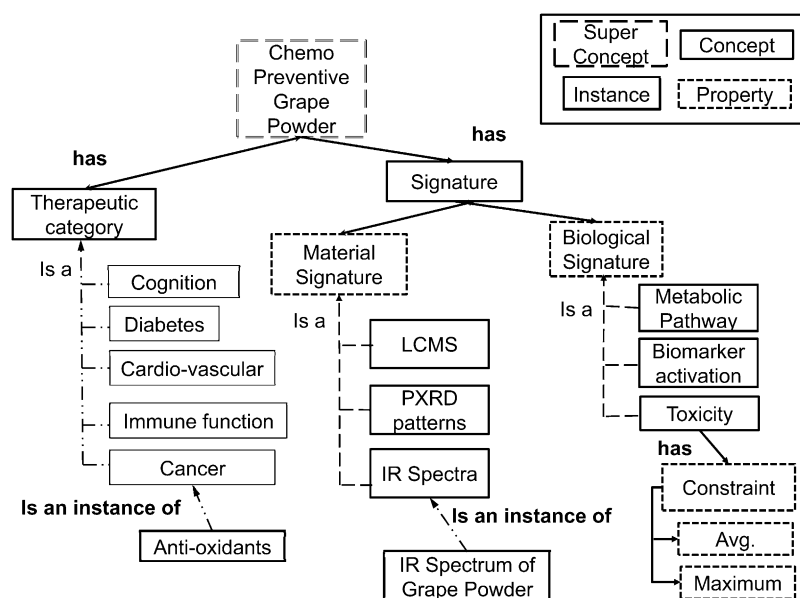 Chemo
Preventive
Grape
Powder
Super
Concept
Concept
Instance
Property
has
has
Therapeutic
category
Signature
Is a
Cognition
Diabetes
Cardio-vascular
Immune function
Cancer
Is an instance of
Anti-oxidants
Material
Signature
Is a
LCMS
PXRD
patterns
IR Spectra
Is an instance of
IR Spectrum of
Grape Powder
Biological
Signature
Is a
Metabolic
Pathway
Biomarker
activation
Toxicity
has
Constraint
Avg.
Maximum